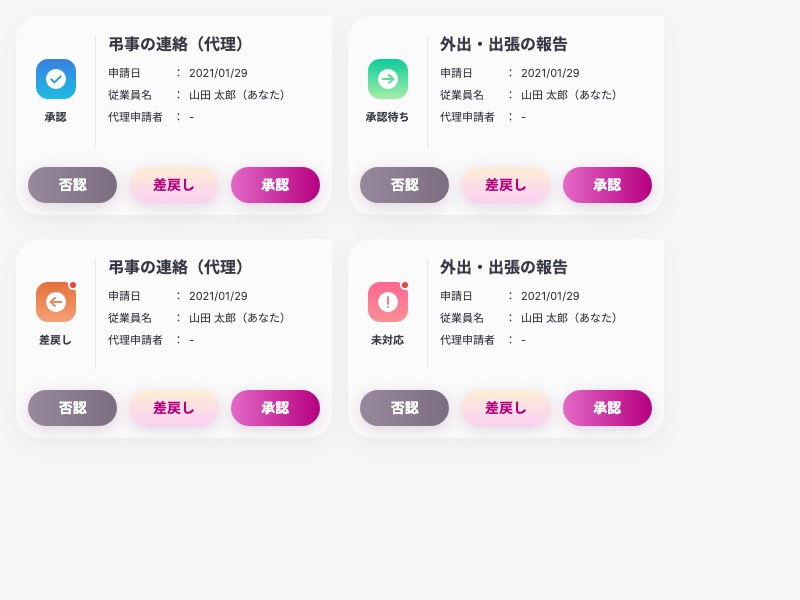 弔事の連絡（代理）
申請日 ： 2021/01/29
従業員名 ： 山田 太郎（あなた）
代理申請者 ： -
承認
否認 差戻し 承認
外出・出張の報告
申請日 ： 2021/01/29
従業員名 ： 山田 太郎（あなた）
代理申請者 ： -
承認待ち
否認 差戻し 承認
弔事の連絡（代理）
申請日 ： 2021/01/29
従業員名 ： 山田 太郎（あなた）
代理申請者 ： -
差戻し
否認 差戻し 承認
外出・出張の報告
申請日 ： 2021/01/29
従業員名 ： 山田 太郎（あなた）
代理申請者 ： -
未対応
否認 差戻し 承認